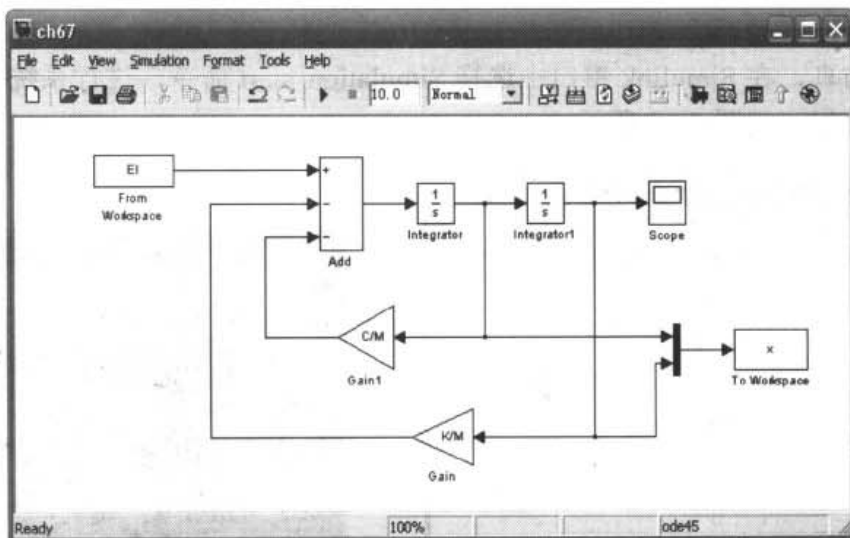 ch67
File Edit View Simulation Format Tools Help
10.0 Normal
EI
From
Workspace
+
−
−
Add
1
s
Integrator
1
s
Integrator1
Scope
C/M
Gain1
x
To Workspace
K/M
Gain
Ready 100% ode45